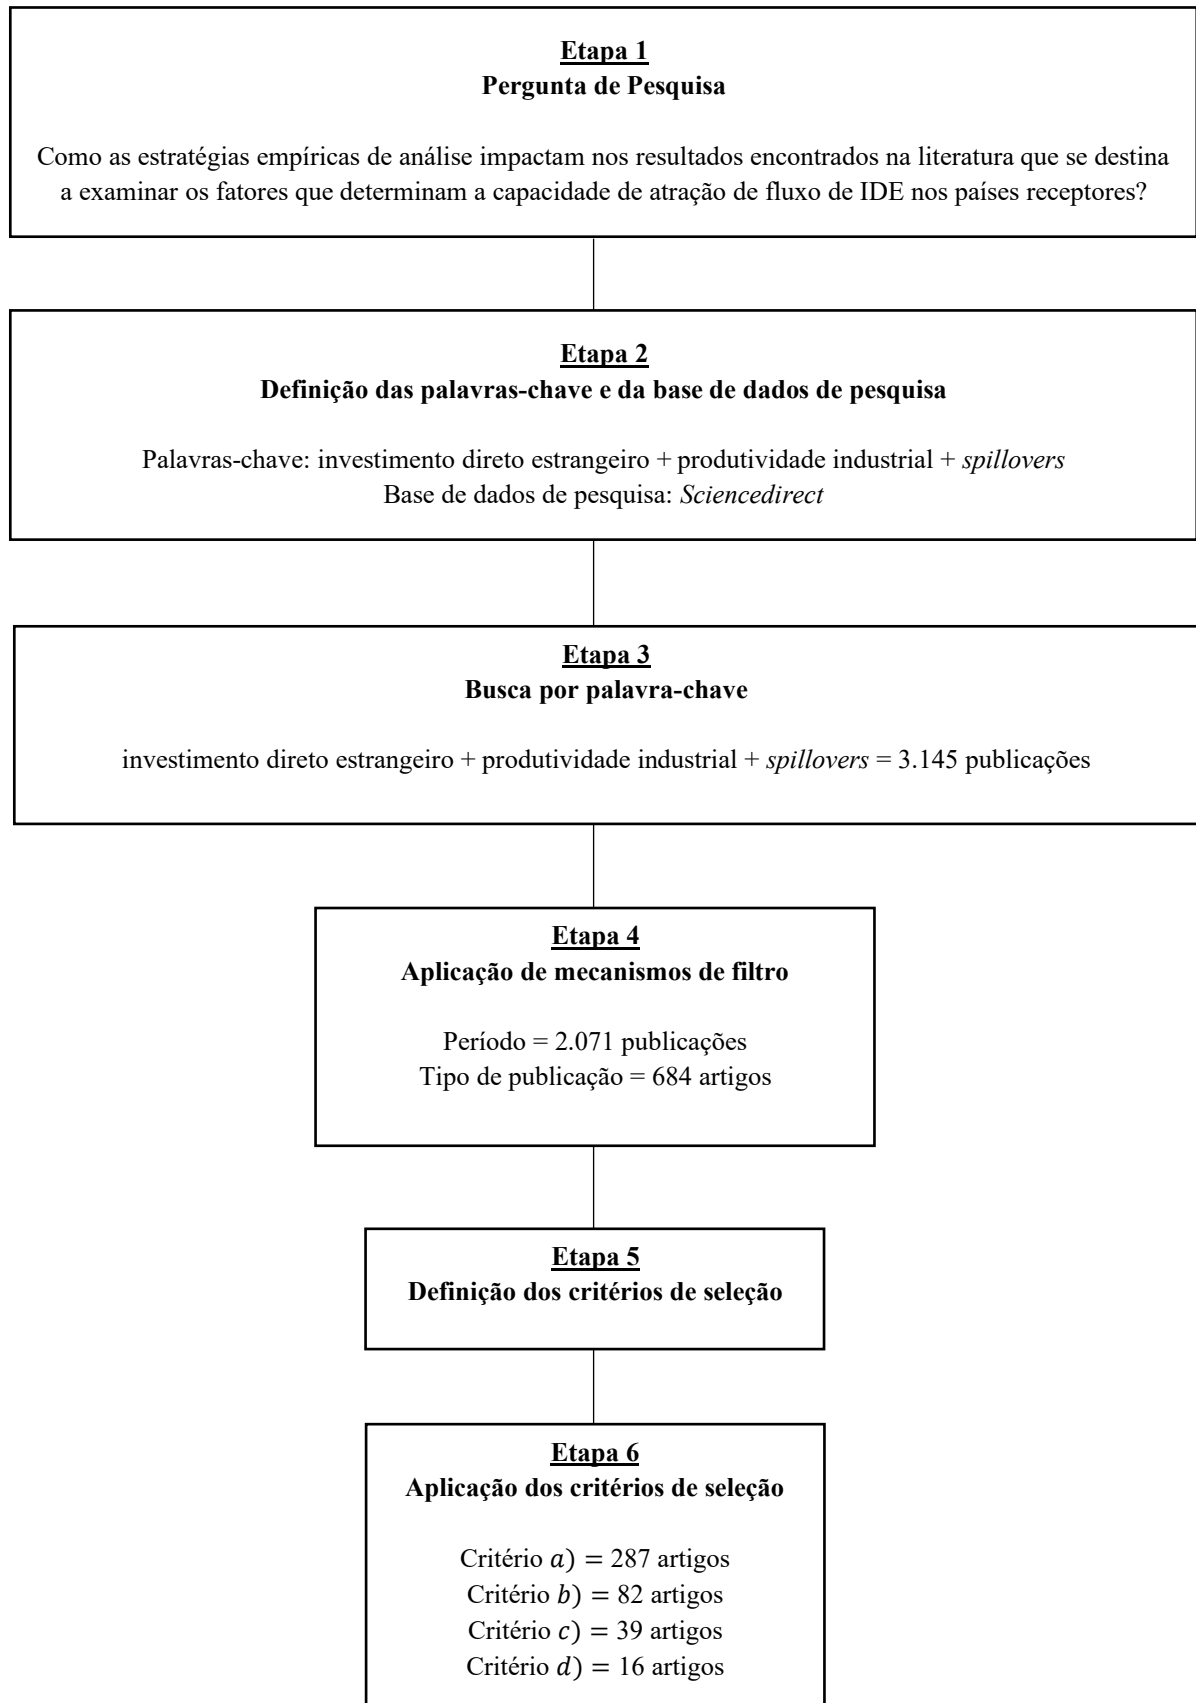 Etapa 1
Pergunta de Pesquisa
Como as estratégias empíricas de análise impactam nos resultados encontrados na literatura que se destina
a examinar os fatores que determinam a capacidade de atração de fluxo de IDE nos países receptores?
Etapa 2
Definição das palavras-chave e da base de dados de pesquisa
Palavras-chave: investimento direto estrangeiro + produtividade industrial + spillovers
Base de dados de pesquisa: Sciencedirect
Etapa 3
Busca por palavra-chave
investimento direto estrangeiro + produtividade industrial + spillovers = 3.145 publicações
Etapa 4
Aplicação de mecanismos de filtro
Período = 2.071 publicações
Tipo de publicação = 684 artigos
Etapa 5
Definição dos critérios de seleção
Etapa 6
Aplicação dos critérios de seleção
Critério a) = 287 artigos
Critério b) = 82 artigos
Critério c) = 39 artigos
Critério d) = 16 artigos